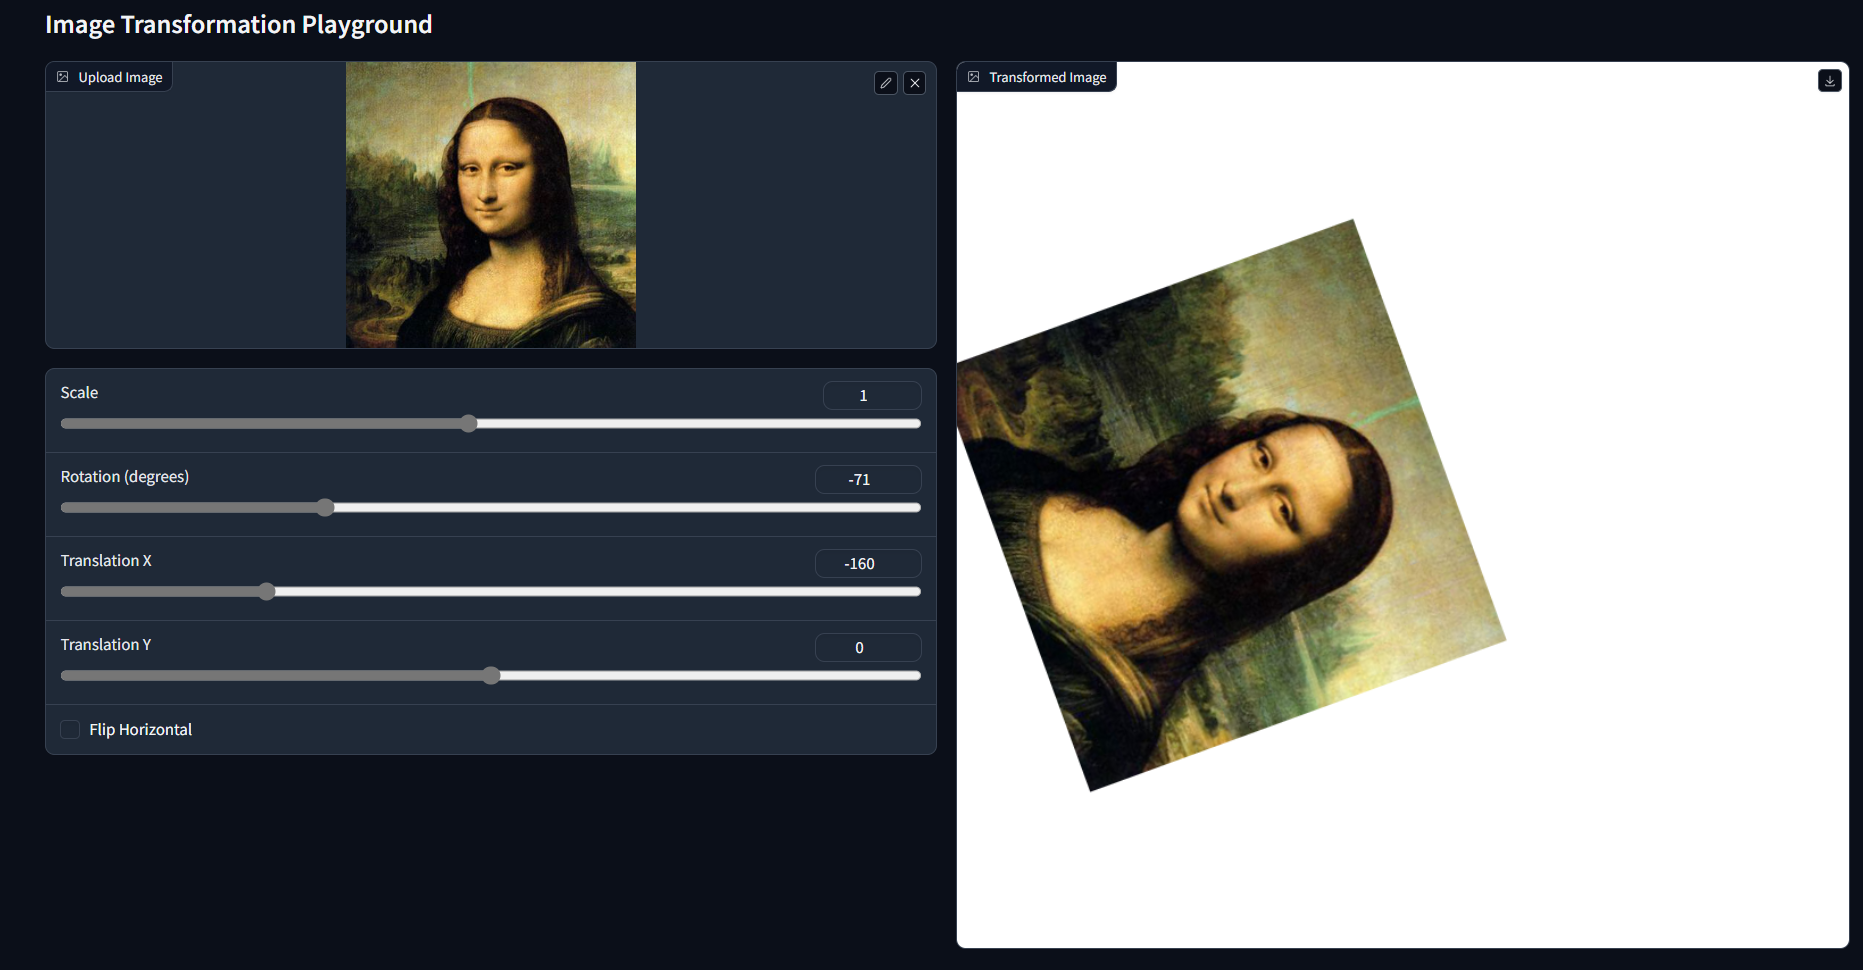 Image Transformation Playground
Upload Image
Scale
1
Rotation (degrees)
-71
Translation X
-160
Translation Y
0
Flip Horizontal
Transformed Image